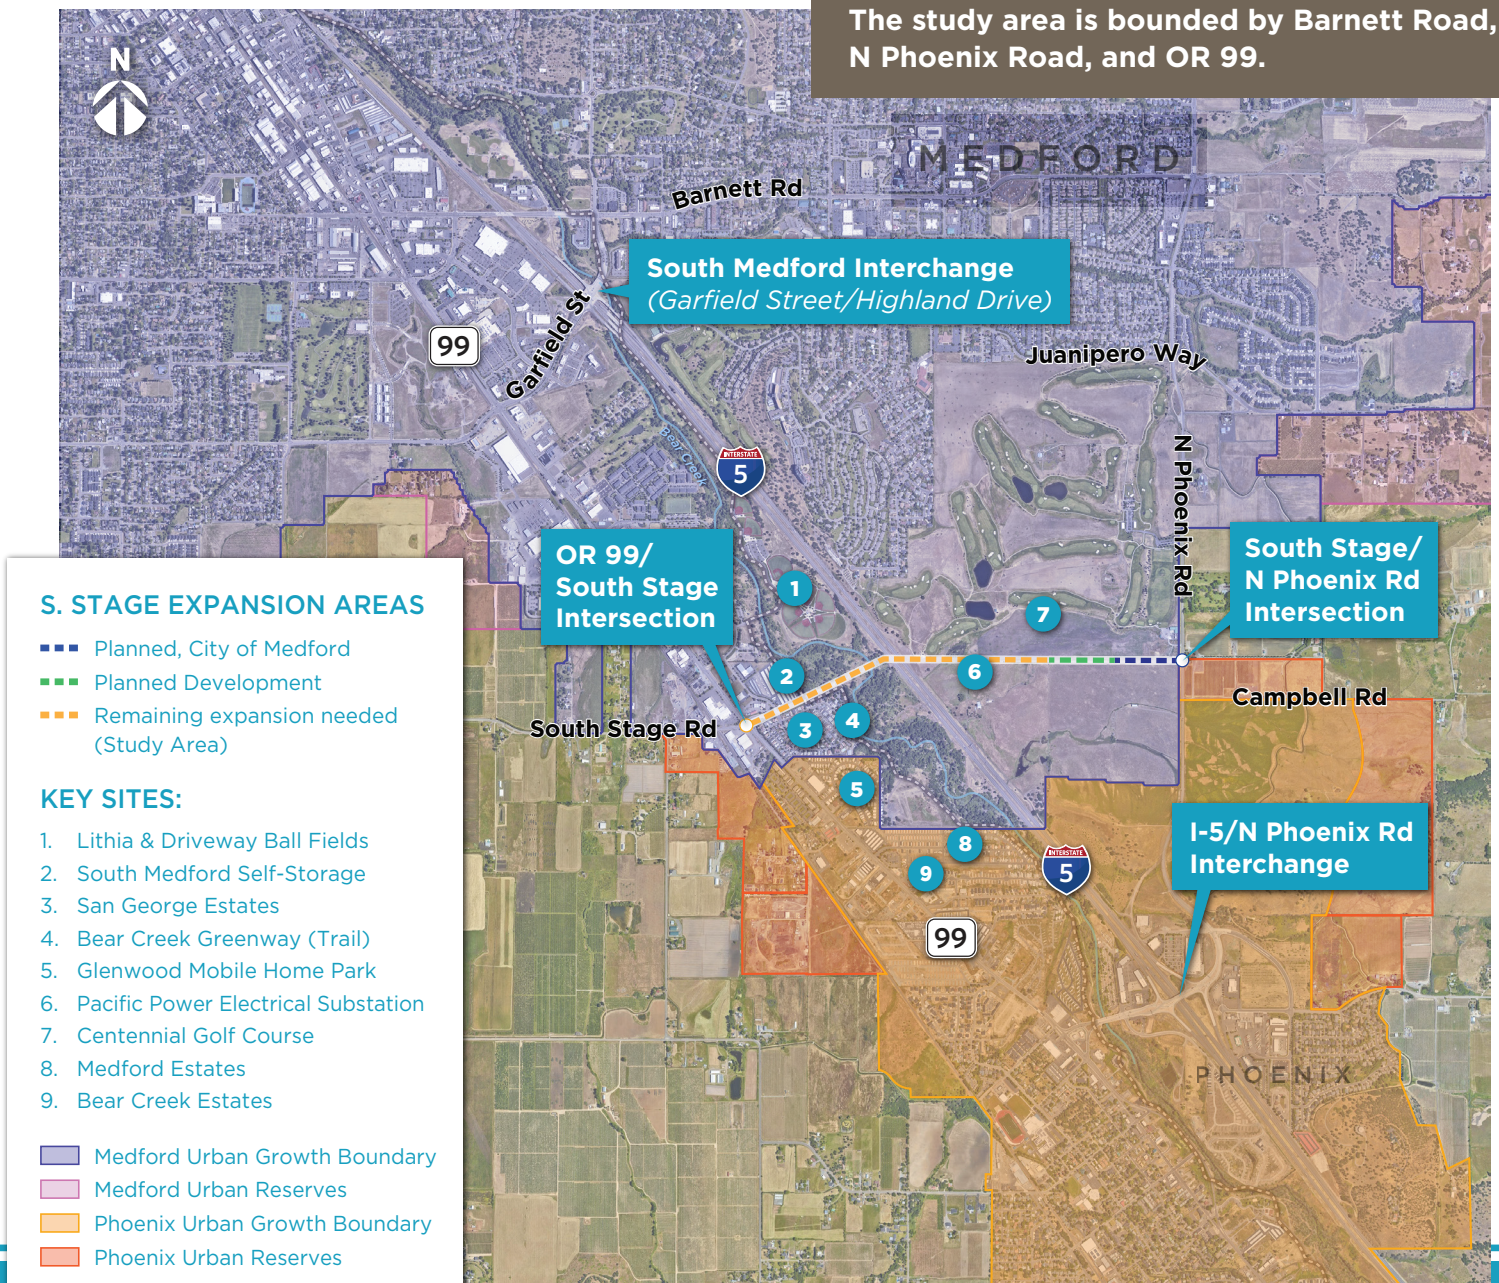 The study area is bounded by Barnett Road,
N Phoenix Road, and OR 99.
N
MEDFORD
Barnett Rd
South Medford Interchange
(Garfield Street/Highland Drive)
99
Garfield St
Juanipero Way
Bear Creek
INTERSTATE
5
N Phoenix Rd
OR 99/
South Stage
Intersection
South Stage/
N Phoenix Rd
Intersection
1
7
2
6
3
4
South Stage Rd
Campbell Rd
5
8
9
I-5/N Phoenix Rd
Interchange
INTERSTATE
5
99
PHOENIX
S. STAGE EXPANSION AREAS
Planned, City of Medford
Planned Development
Remaining expansion needed
(Study Area)
KEY SITES:
1. Lithia & Driveway Ball Fields
2. South Medford Self-Storage
3. San George Estates
4. Bear Creek Greenway (Trail)
5. Glenwood Mobile Home Park
6. Pacific Power Electrical Substation
7. Centennial Golf Course
8. Medford Estates
9. Bear Creek Estates
Medford Urban Growth Boundary
Medford Urban Reserves
Phoenix Urban Growth Boundary
Phoenix Urban Reserves